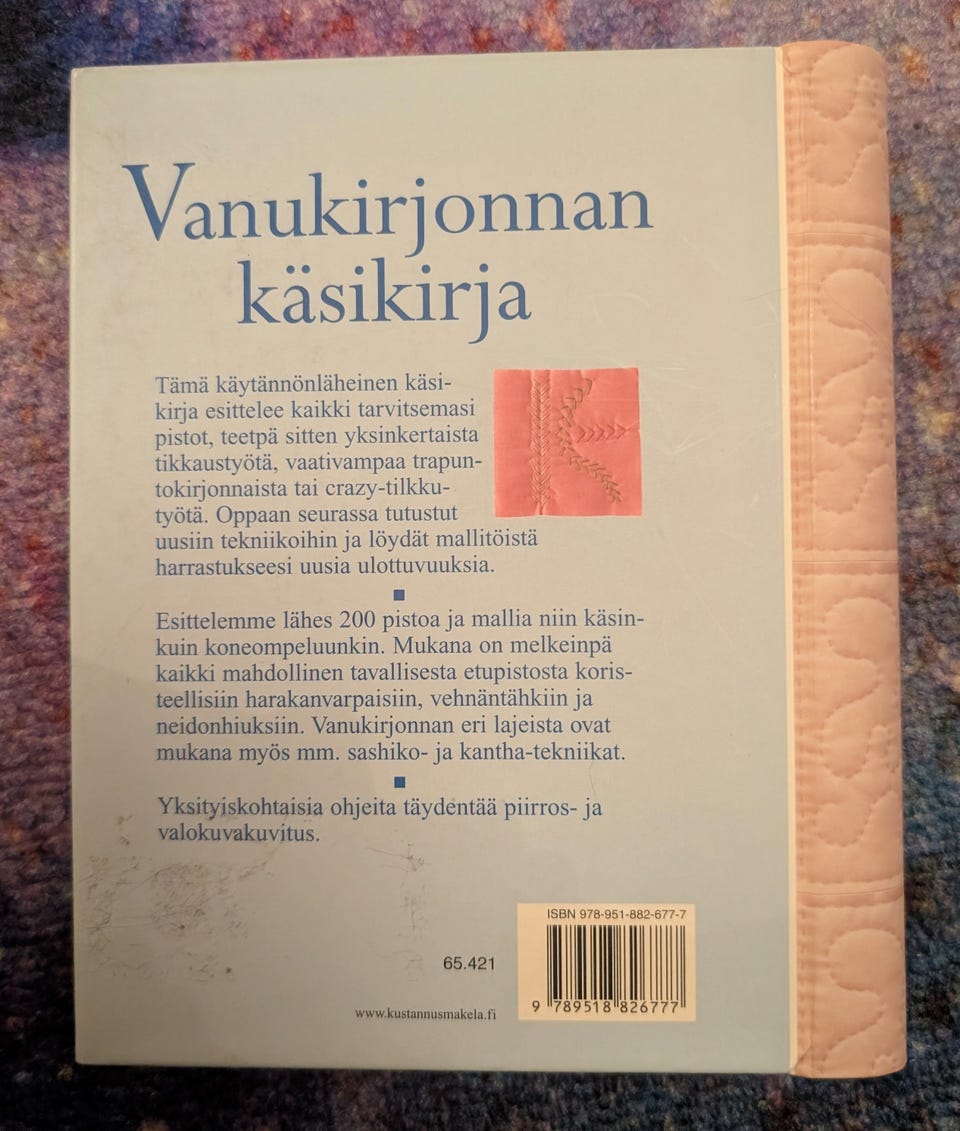 Vanukirjonnan
käsikirja
Tämä käytännönläheinen käsi-
kirja esittelee kaikki tarvitsemasi
pistot, teetpä sitten yksinkertaista
tikkaustyötä, vaativampaa trapun-
tokirjonnaista tai crazy-tilkku-
työtä. Oppaan seurassa tutustut
uusiin tekniikoihin ja löydät mallitöistä
harrastukseesi uusia ulottuvuuksia.
Esittelemme lähes 200 pistoa ja mallia niin käsin-
kuin koneompeluunkin. Mukana on melkeinpä
kaikki mahdollinen tavallisesta etupistosta koris-
teellisiin harakanvarpaisiin, vehnäntähkiin ja
neidonhiuksiin. Vanukirjonnan eri lajeista ovat
mukana myös mm. sashiko- ja kantha-tekniikat.
Yksityiskohtaisia ohjeita täydentää piirros- ja
valokuvakuvitus.
K
ISBN 978-951-882-677-7
65.421
www.kustannusmakela.fi
9 789518 826777